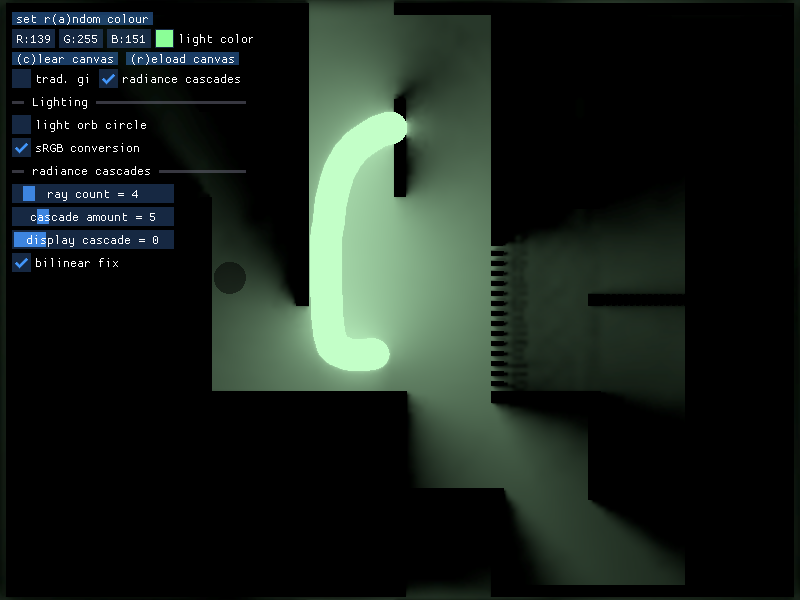 set r(a)ndom colour
R:139 G:255 B:151 light color
(c)lear canvas (r)eload canvas
trad. gi radiance cascades
Lighting
light orb circle
sRGB conversion
radiance cascades
ray count = 4
cascade amount = 5
display cascade = 0
bilinear fix